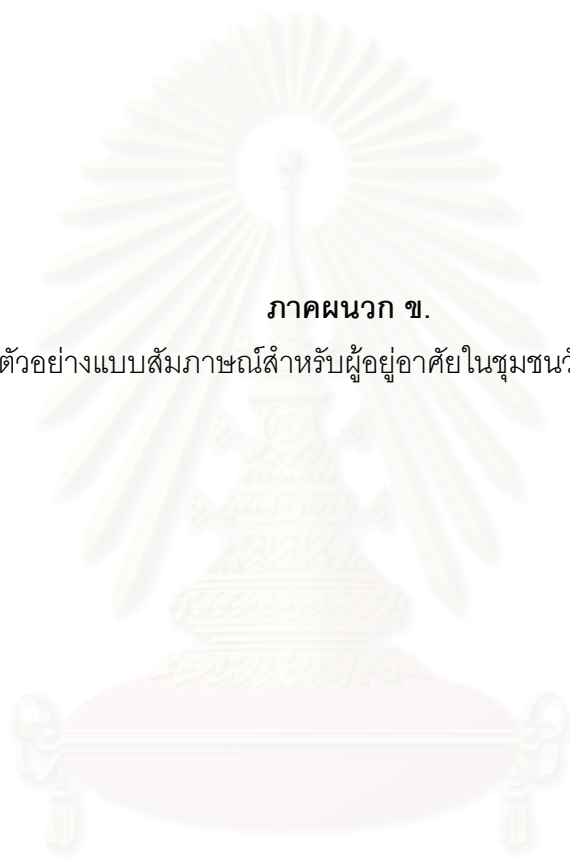 ภาคผนวก ข.
ตัวอย่างแบบสัมภาษณ์สำหรับผู้อยู่อาศัยในชุมชน